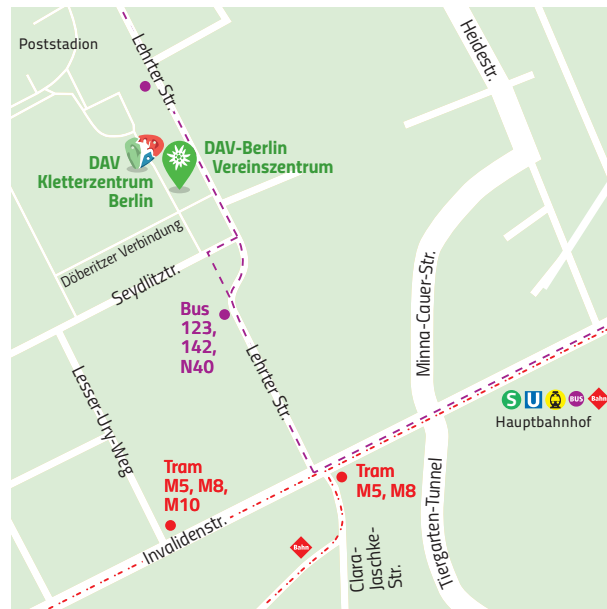 Poststadion
Lehrter Str.
Heidestr.
DAV
Kletterzentrum
Berlin
DAV-Berlin
Vereinszentrum
Döberitzer Verbindung
Seydlitztr.
Bus
123,
142,
N40
Lehrter Str.
Minna-Cauer-Str.
Lesser-Ury-Weg
S U BUS Bahn
Hauptbahnhof
Tram
M5, M8,
M10
Tram
M5, M8
Invalidenstr.
Bahn
Clara-
Jaschke-
Str.
Tiergarten-Tunnel